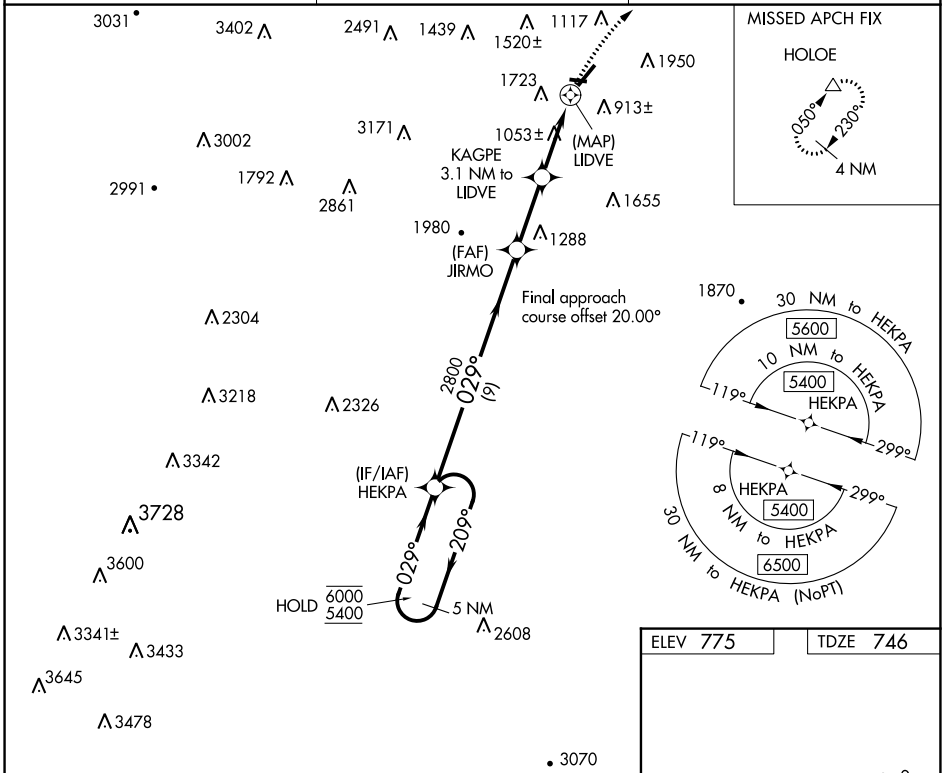 3031
3402
2491
1439
1520±
1117
1950
1723
913±
3002
3171
1053±
(MAP)
LIDVE
KAGPE
3.1 NM to
LIDVE
2991
1792
2861
1655
1980
1288
(FAF)
JIRMO
Final approach
course offset 20.00°
2304
2800
029°
(9)
3218
2326
3342
(IF/IAF)
HEKPA
3728
3600
029°
209°
HOLD 6000
5400
5 NM
2608
3341±
3433
3645
3478
3070
MISSED APCH FIX
HOLOE
050°
230°
4 NM
1870
30 NM to HEKPA
5600
10 NM to HEKPA
5400
HEKPA
119°
299°
119°
299°
HEKPA
5400
8 NM to HEKPA
6500
30 NM to HEKPA (NoPT)
ELEV 775
TDZE 746